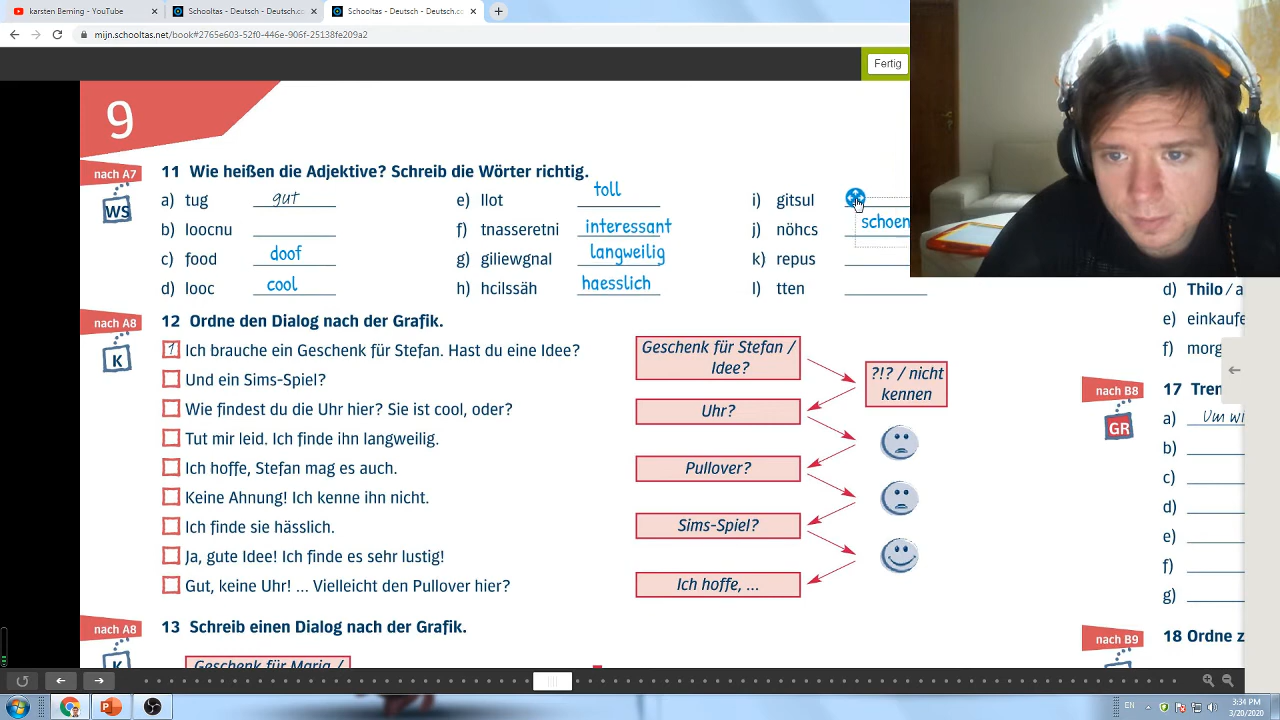 karsten Berning - YouTube
Schooltas - Deutsch - Deutsch.co
Schooltas - Deutsch - Deutsch.co
mijn.schooltas.net/book#2765e603-52f0-446e-906f-25138fe209a2
Fertig
9
nach A7
WS
11 Wie heißen die Adjektive? Schreib die Wörter richtig.
a) tug gut
b) loocnu
c) food doof
d) looc cool
e) llot toll
f) tnasseretni interessant
g) giliewgnal langweilig
h) hcilssäh haesslich
i) gitsul
j) nöhcs schoen
k) repus
l) tten
nach A8
K
12 Ordne den Dialog nach der Grafik.
1 Ich brauche ein Geschenk für Stefan. Hast du eine Idee?
Und ein Sims-Spiel?
Wie findest du die Uhr hier? Sie ist cool, oder?
Tut mir leid. Ich finde ihn langweilig.
Ich hoffe, Stefan mag es auch.
Keine Ahnung! Ich kenne ihn nicht.
Ich finde sie hässlich.
Ja, gute Idee! Ich finde es sehr lustig!
Gut, keine Uhr! ... Vielleicht den Pullover hier?
Geschenk für Stefan /
Idee?
?!? / nicht
kennen
Uhr?
Pullover?
Sims-Spiel?
Ich hoffe, ...
nach A8
K
13 Schreib einen Dialog nach der Grafik.
Geschenk für Maria /
d) Thilo / a
e) einkaufe
f) morg
nach B8
GR
17 Tren
a) Um wi
b)
c)
d)
e)
f)
g)
nach B9
18 Ordne z
EN
3:34 PM
3/20/2020